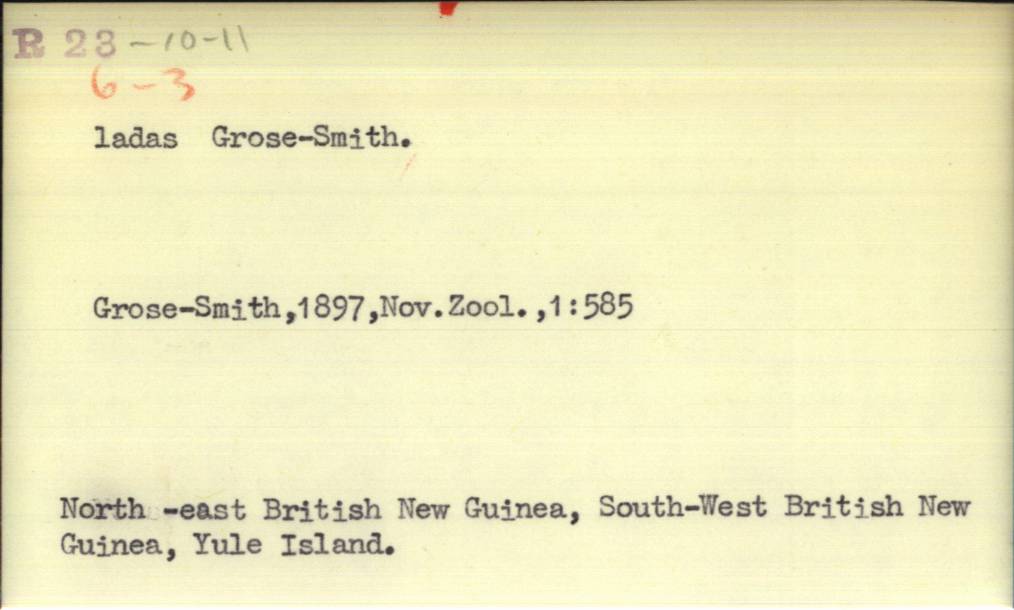 R 23-10-11
6-3
ladas Grose-Smith.
Grose-Smith,1897,Nov.Zool.,1:585
North -east British New Guinea, South-West British New
Guinea, Yule Island.